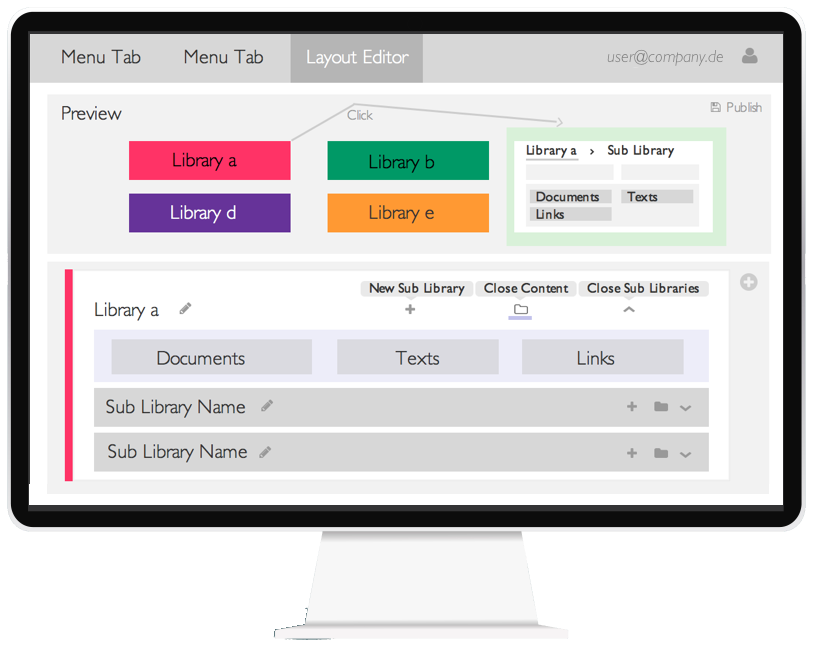 Menu Tab
Menu Tab
Layout Editor
user@company.de
Preview
Click
Publish
Library a
Library b
Library d
Library e
Library a › Sub Library
Documents
Texts
Links
New Sub Library
Close Content
Close Sub Libraries
Library a
Documents
Texts
Links
Sub Library Name
Sub Library Name